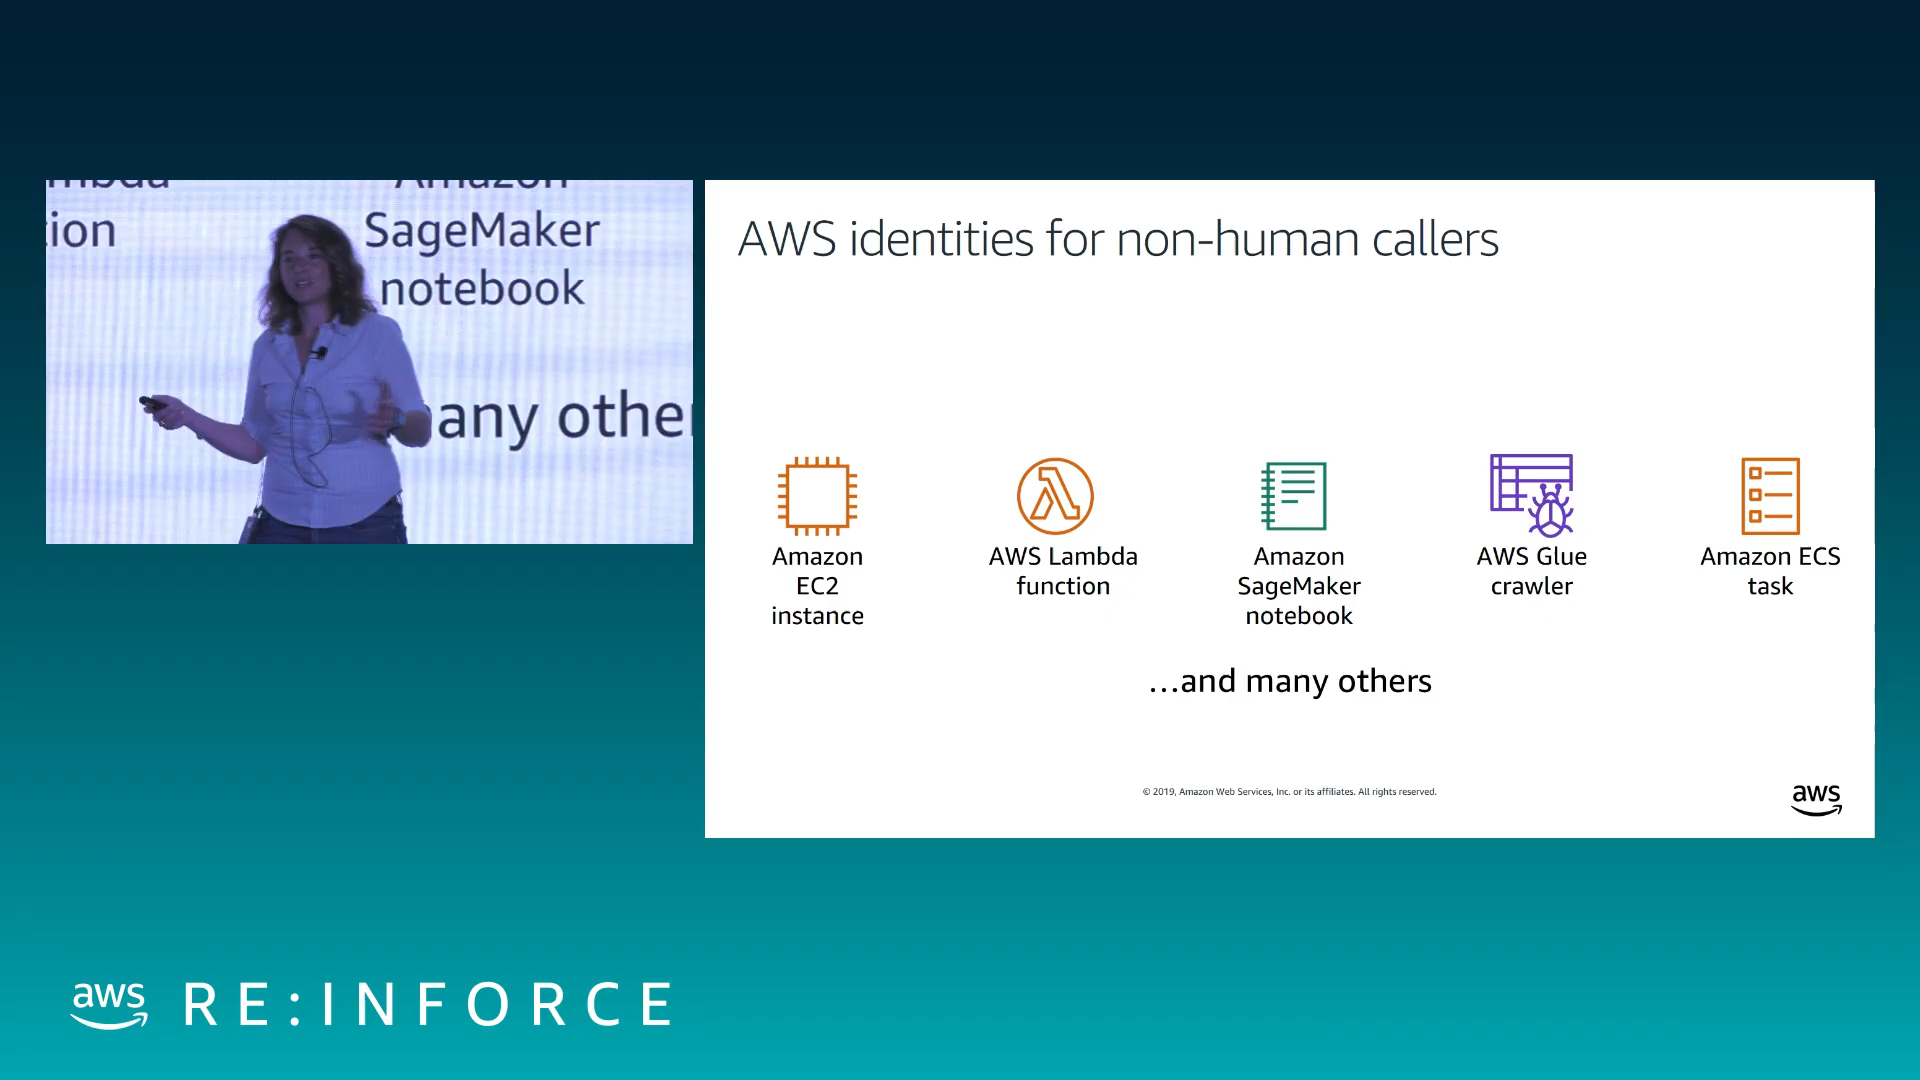 ion
SageMaker
notebook
any other
AWS identities for non-human callers
Amazon
EC2
instance
AWS Lambda
function
Amazon
SageMaker
notebook
AWS Glue
crawler
Amazon ECS
task
...and many others
© 2019, Amazon Web Services, Inc. or its affiliates. All rights reserved.
aws
aws RE:INFORCE